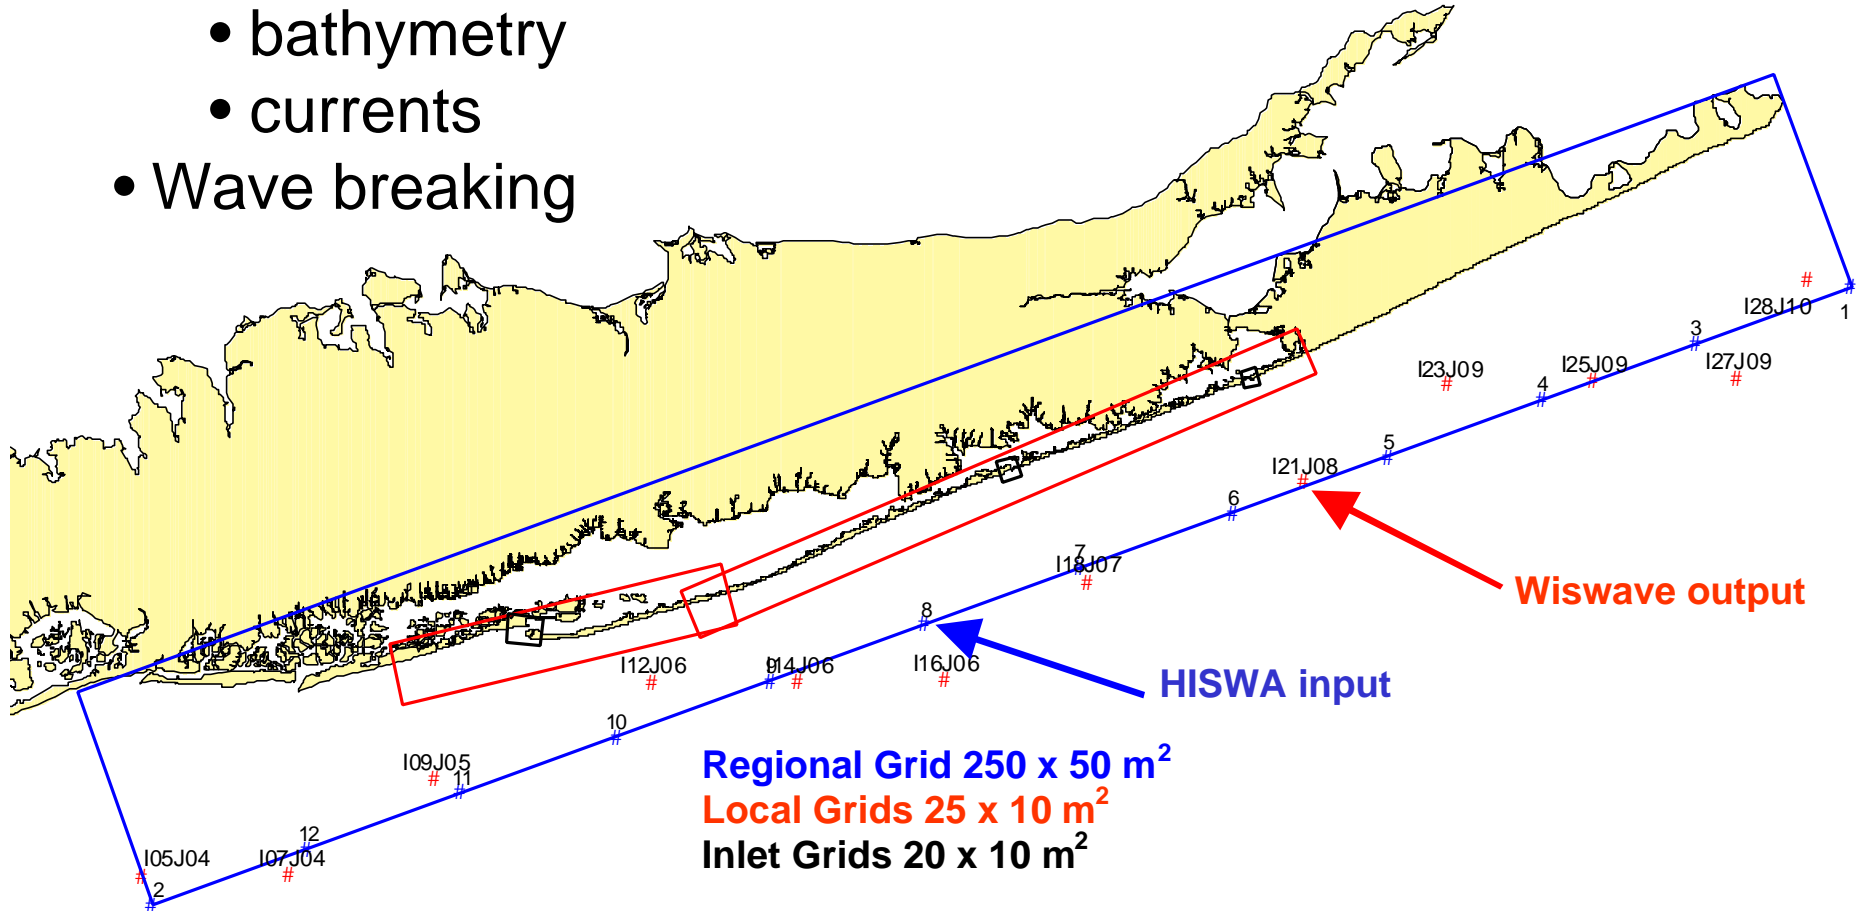 • bathymetry
• currents
• Wave breaking
I28J10
1
3
I27J09
I25J09
4
I23J09
5
I21J08
6
7
I18J07
Wiswave output
8
I16J06
HISWA input
9
I14J06
I12J06
10
I09J05
11
Regional Grid 250 x 50 m²
Local Grids 25 x 10 m²
Inlet Grids 20 x 10 m²
12
I07J04
I05J04
2